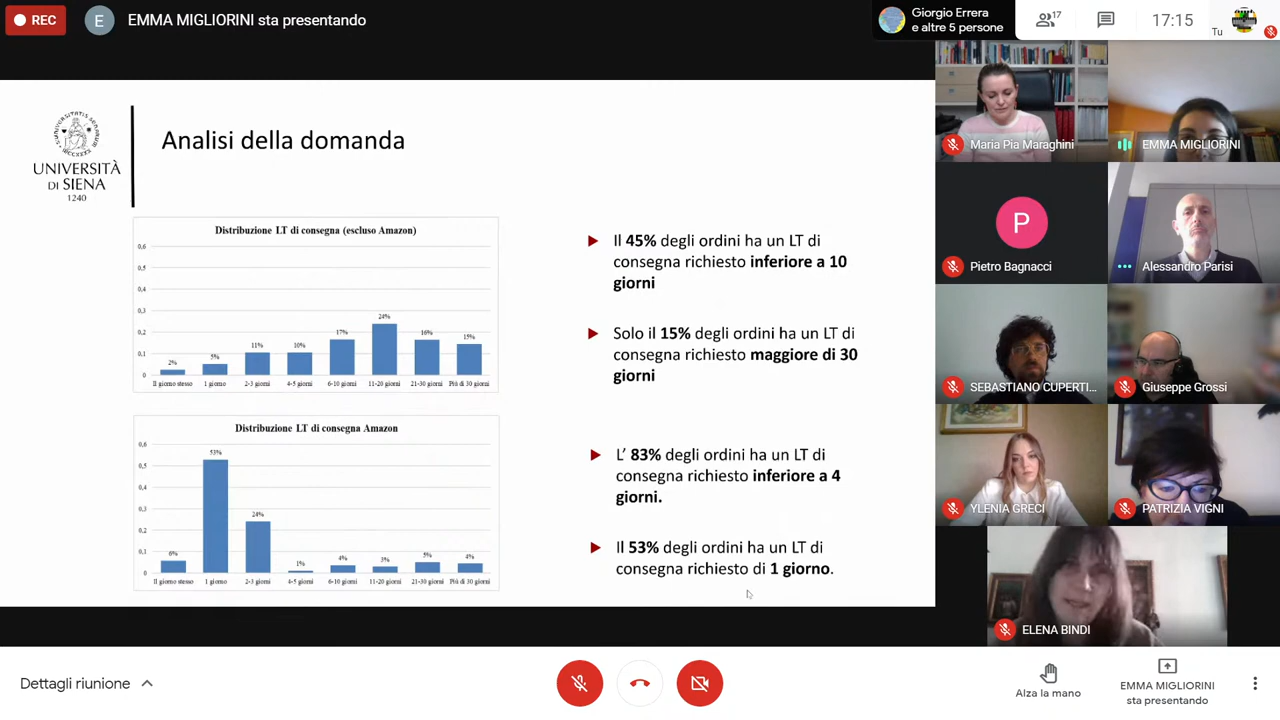 REC
E
EMMA MIGLIORINI sta presentando
Giorgio Errera
e altre 5 persone
17
17:15
Tu
UNIVERSITÀ
DI SIENA
1240
Analisi della domanda
Distribuzione LT di consegna (escluso Amazon)
0,6
0,5
0,4
0,3
0,2
0,1
0
2%
5%
11%
10%
17%
24%
16%
15%
Il giorno stesso
1 giorno
2-3 giorni
4-5 giorni
6-10 giorni
11-20 giorni
21-30 giorni
Più di 30 giorni
Il 45% degli ordini ha un LT di
consegna richiesto inferiore a 10
giorni
Solo il 15% degli ordini ha un LT di
consegna richiesto maggiore di 30
giorni
Distribuzione LT di consegna Amazon
0,6
0,5
0,4
0,3
0,2
0,1
0
6%
53%
24%
1%
4%
3%
5%
4%
Il giorno stesso
1 giorno
2-3 giorni
4-5 giorni
6-10 giorni
11-20 giorni
21-30 giorni
Più di 30 giorni
L’ 83% degli ordini ha un LT di
consegna richiesto inferiore a 4
giorni.
Il 53% degli ordini ha un LT di
consegna richiesto di 1 giorno.
Maria Pia Maraghini
EMMA MIGLIORINI
P
Pietro Bagnacci
Alessandro Parisi
SEBASTIANO CUPERTI...
Giuseppe Grossi
YLENIA GRECI
PATRIZIA VIGNI
ELENA BINDI
Dettagli riunione
Alza la mano
EMMA MIGLIORINI
sta presentando